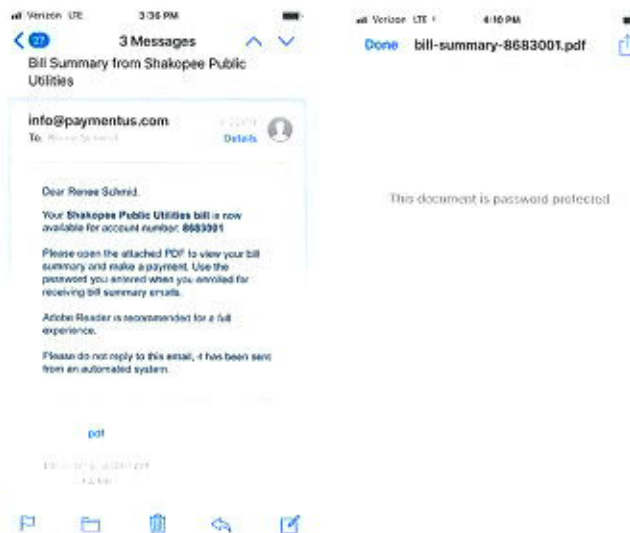 Verizon LTE 3:36 PM
27 3 Messages
Bill Summary from Shakopee Public
Utilities
info@paymentus.com
To: Details
Dear Renee Schmid,
Your Shakopee Public Utilities bill is now
available for account number: 8683001
Please open the attached PDF to view your bill
summary and make a payment. Use the
password you entered when you enrolled for
receiving bill summary emails.
Adobe Reader is recommended for a full
experience.
Please do not reply to this email, it has been sent
from an automated system.
pdf
Verizon LTE 4:10 PM
Done bill-summary-8683001.pdf
This document is password protected